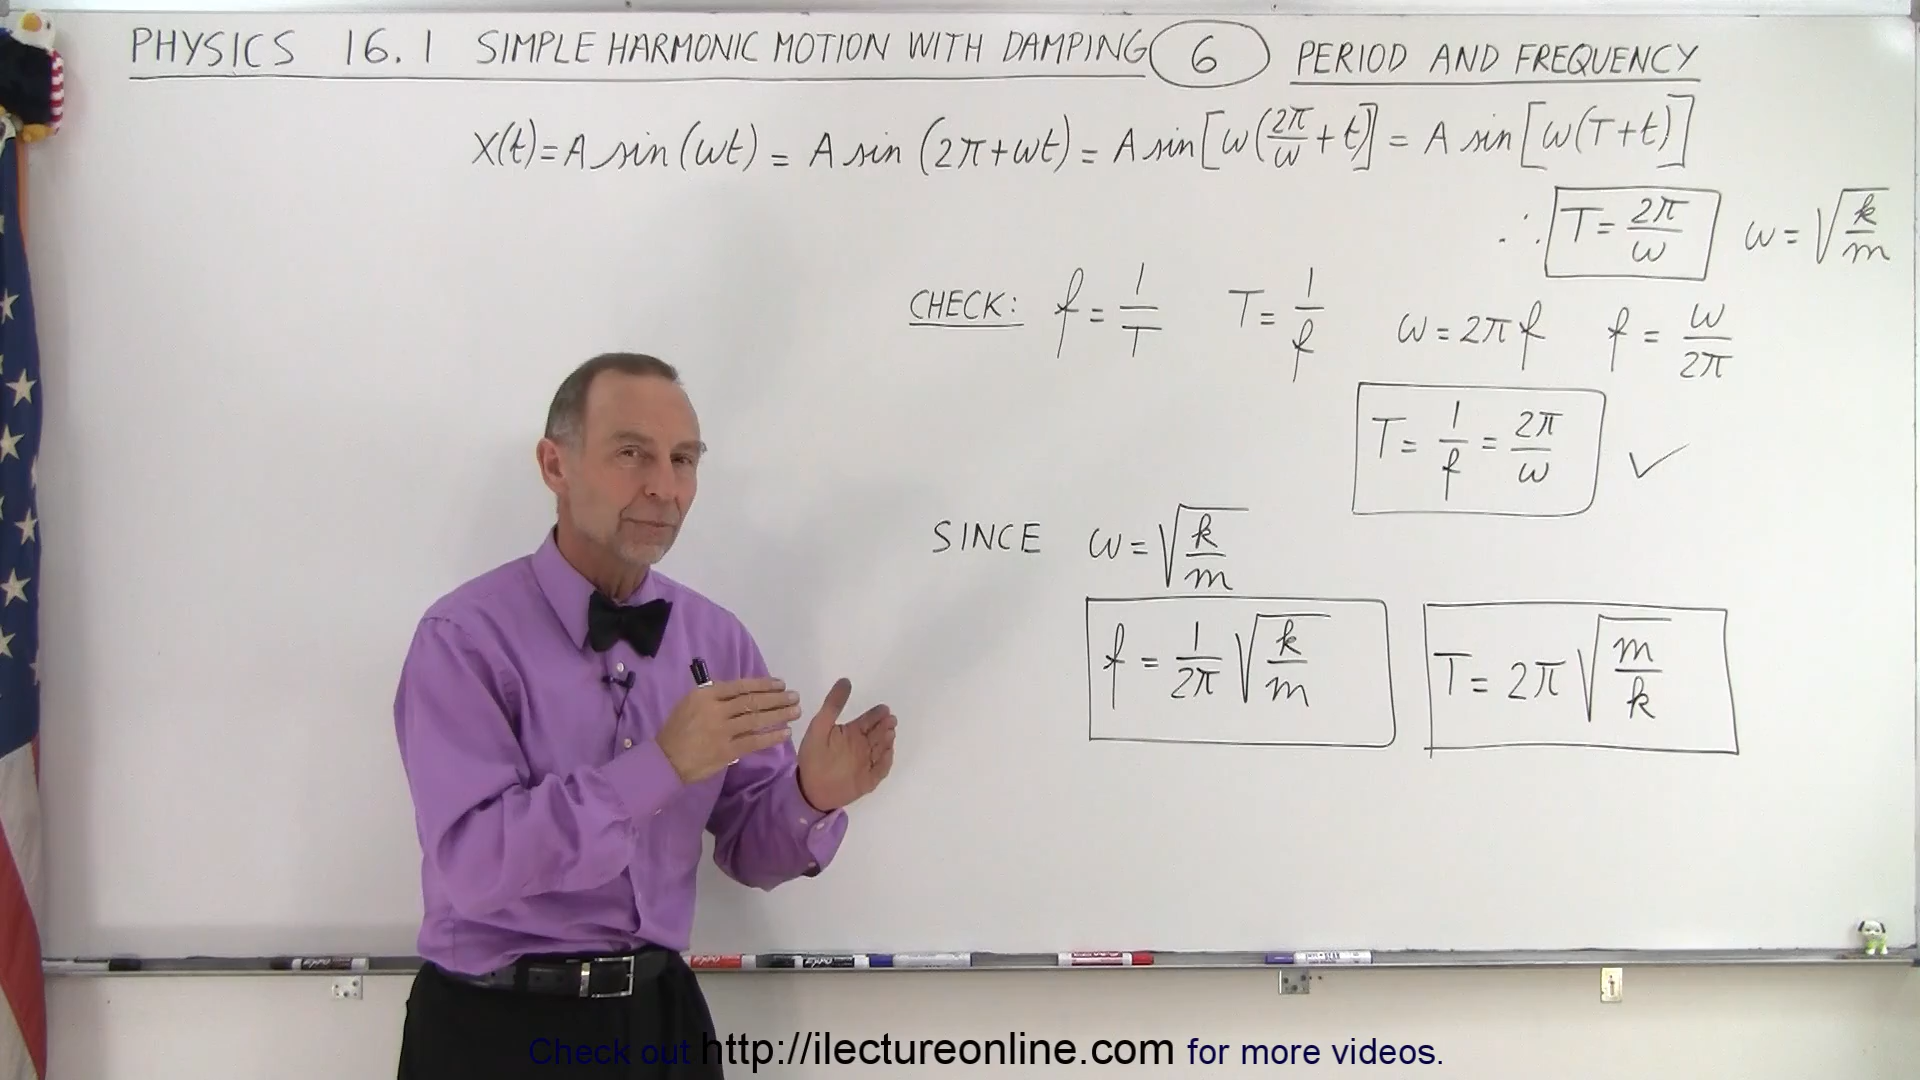 PHYSICS 16.1 SIMPLE HARMONIC MOTION WITH DAMPING 6 PERIOD AND FREQUENCY
X(t)=A sin(ωt) = A sin (2π+ωt) = A sin[ω(2π/ω + t)] = A sin[ω(T+t)]
∴ T = 2π/ω ω = √(k/m)
CHECK: f = 1/T T = 1/f ω = 2πf f = ω/2π
T = 1/f = 2π/ω ✓
SINCE ω = √(k/m)
f = 1/2π √(k/m) T = 2π √(m/k)
Check out http://ilectureonline.com for more videos.